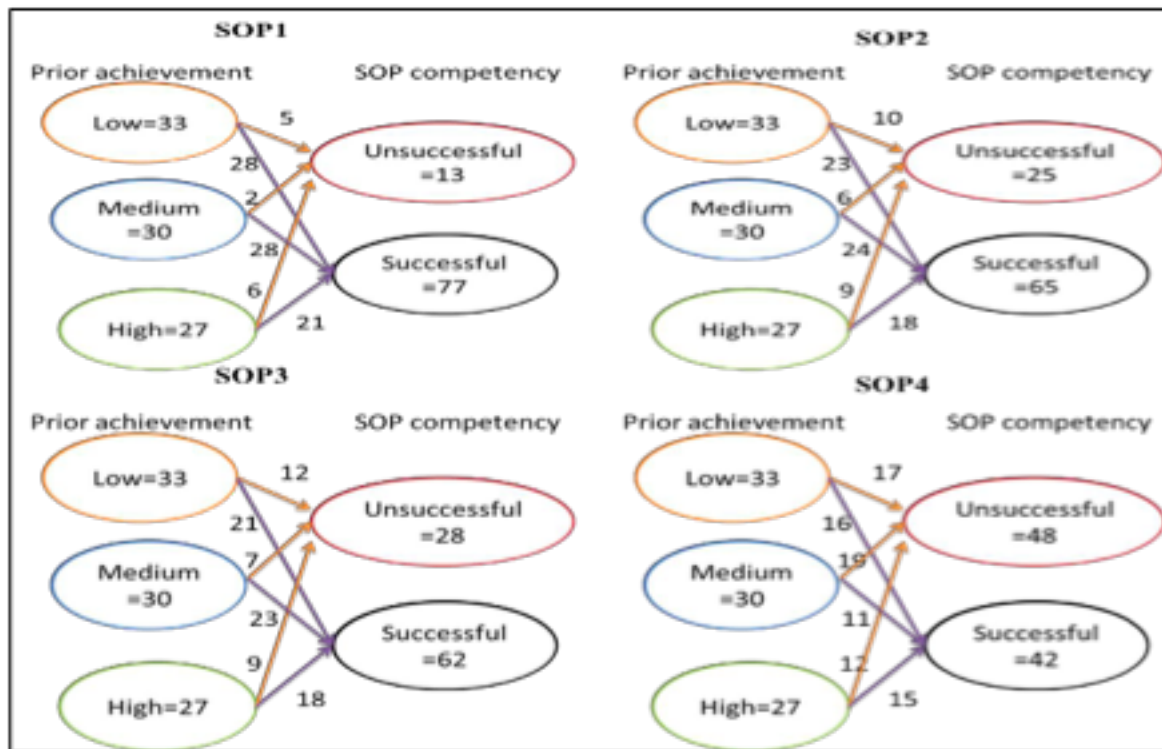 SOP1
Prior achievement SOP competency
Low=33
5
Unsuccessful
=13
28
2
Medium
=30
28
Successful
=77
6
High=27
21
SOP2
Prior achievement SOP competency
Low=33
10
Unsuccessful
=25
23
6
Medium
=30
24
Successful
=65
9
High=27
18
SOP3
Prior achievement SOP competency
Low=33
12
Unsuccessful
=28
21
7
Medium
=30
23
Successful
=62
9
High=27
18
SOP4
Prior achievement SOP competency
Low=33
17
Unsuccessful
=48
16
19
Medium
=30
11
Successful
=42
12
High=27
15